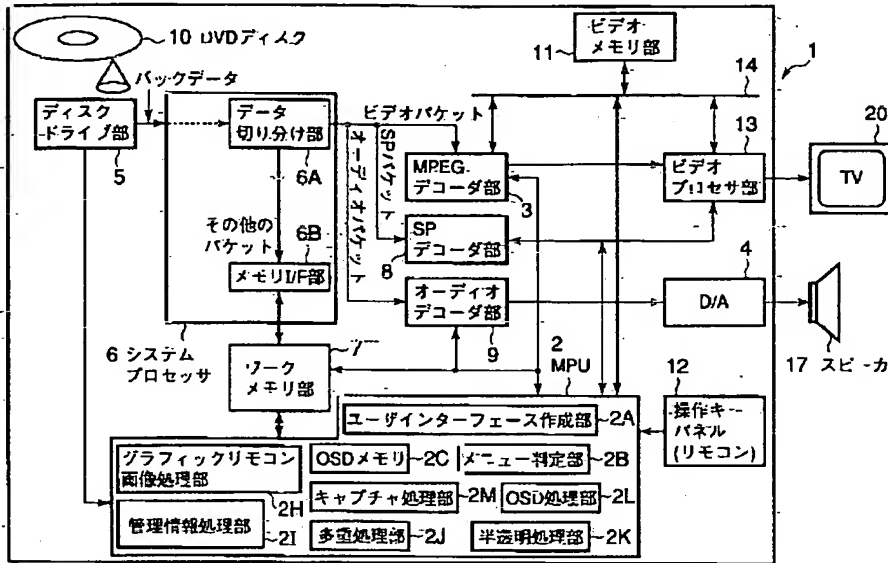 10 DVDディスク
パックデータ
ディスク
ドライブ部
5
データ
切り分け部
6A
その他の
パケット
6B
メモリI/F部
6 システム
プロセッサ
ビデオパケット
SPパケット
オーディオパケット
MPEG
デコーダ部
3
SP
デコーダ部
8
オーディオ
デコーダ部
9
11
ビデオ
メモリ部
14
1
13
ビデオ
プロセサ部
20
TV
4
D/A
17 スピーカ
7
ワーク
メモリ部
2
MPU
12
操作キー
パネル
(リモコン)
ユーザインターフェース作成部
2A
グラフィックリモコン
画像処理部
2H
OSDメモリ
2C
メニュー判定部
2B
キャプチャ処理部
2M
OSD処理部
2L
管理情報処理部
2I
多重処理部
2J
半透明処理部
2K